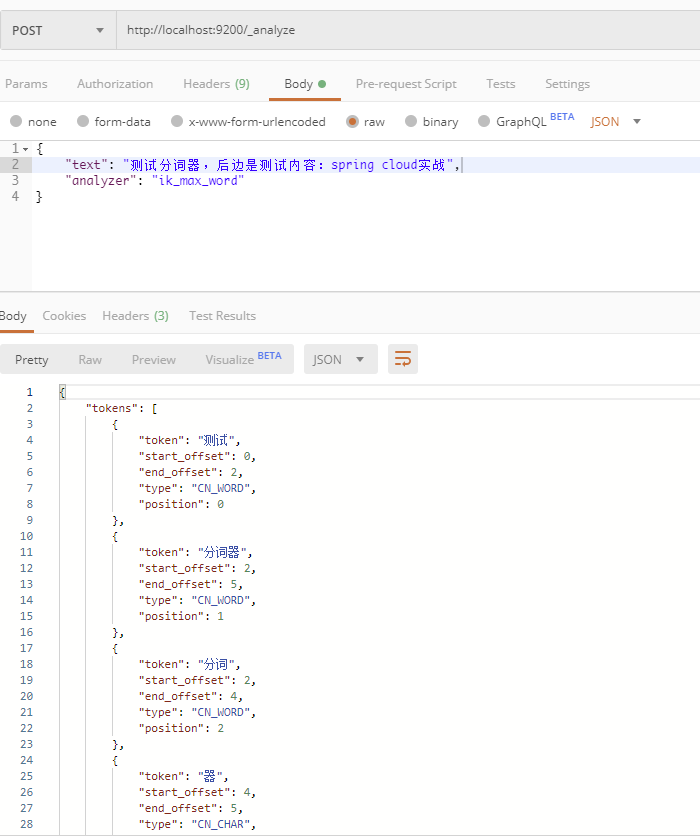 POST http://localhost:9200/_analyze
Params Authorization Headers (9) Body Pre-request Script Tests Settings
none form-data x-www-form-urlencoded raw binary GraphQL BETA JSON
1 {
2 "text": "测试分词器，后边是测试内容：spring cloud实战",
3 "analyzer": "ik_max_word"
4 }
Body Cookies Headers (3) Test Results
Pretty Raw Preview Visualize BETA JSON
1 {
2 "tokens": [
3 {
4 "token": "测试",
5 "start_offset": 0,
6 "end_offset": 2,
7 "type": "CN_WORD",
8 "position": 0
9 },
10 {
11 "token": "分词器",
12 "start_offset": 2,
13 "end_offset": 5,
14 "type": "CN_WORD",
15 "position": 1
16 },
17 {
18 "token": "分词",
19 "start_offset": 2,
20 "end_offset": 4,
21 "type": "CN_WORD",
22 "position": 2
23 },
24 {
25 "token": "器",
26 "start_offset": 4,
27 "end_offset": 5,
28 "type": "CN_CHAR",